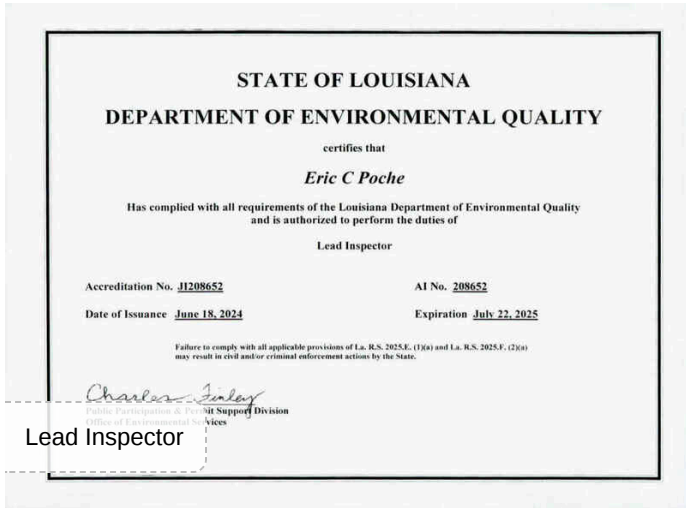 STATE OF LOUISIANA
DEPARTMENT OF ENVIRONMENTAL QUALITY
certifies that
Eric C Poche
Has complied with all requirements of the Louisiana Department of Environmental Quality
and is authorized to perform the duties of
Lead Inspector
Accreditation No. JI208652 AI No. 208652
Date of Issuance June 18, 2024 Expiration July 22, 2025
Failure to comply with all applicable provisions of La. R.S. 2025.E. (1)(a) and La. R.S. 2025.F. (2)(a)
may result in civil and/or criminal enforcement actions by the State.
Charles Finley
Public Participation & Permit Support Division
Office of Environmental Services
Lead Inspector